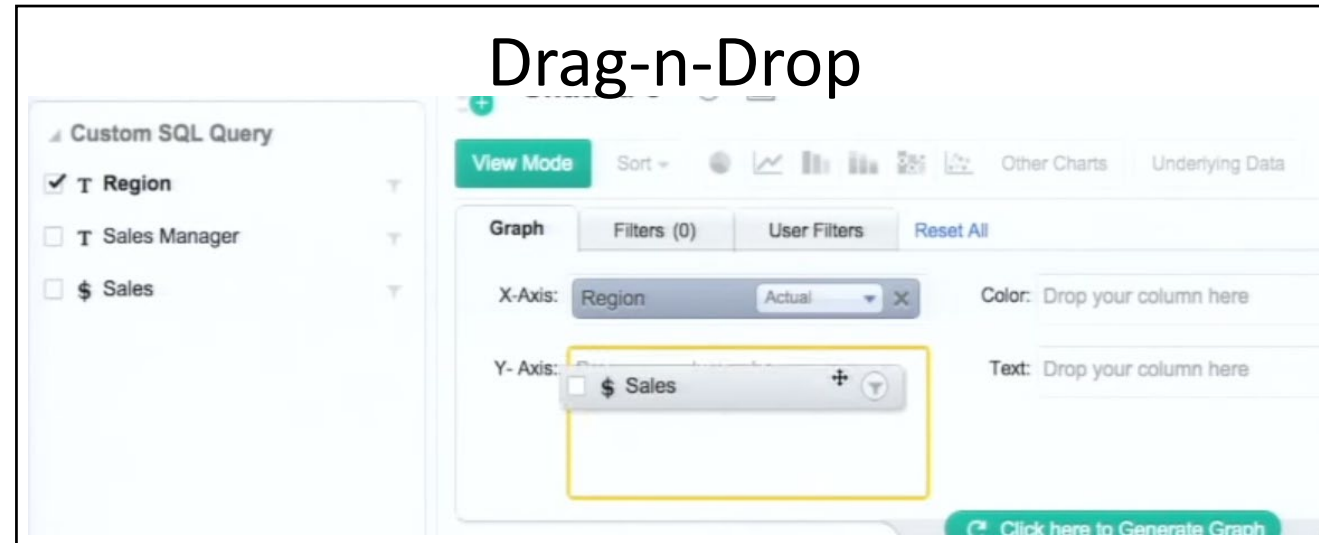 Drag-n-Drop
Custom SQL Query
T Region
T Sales Manager
$ Sales
View Mode Sort Other Charts Underlying Data
Graph Filters (0) User Filters Reset All
X-Axis: Region Actual Color: Drop your column here
Y- Axis: $ Sales Text: Drop your column here
Click here to Generate Graph